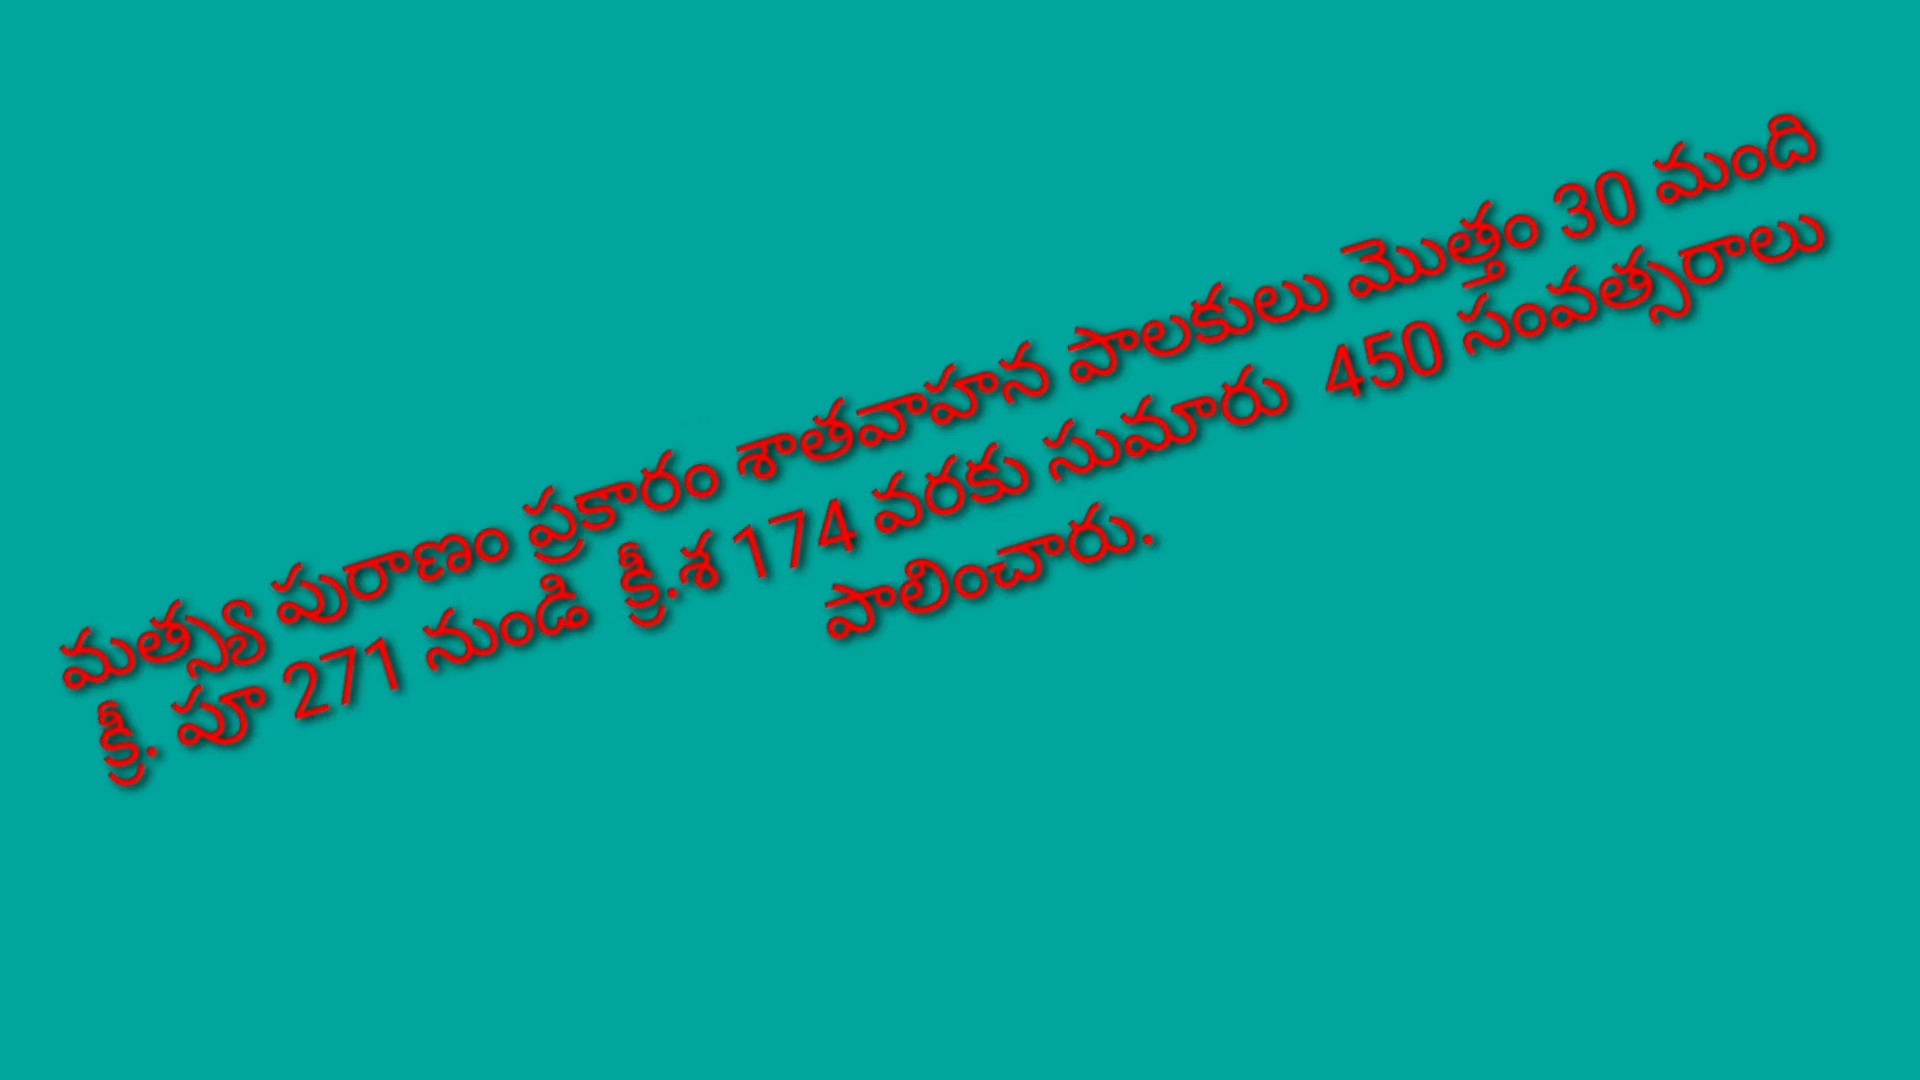 మత్స్య పురాణం ప్రకారం శాతవాహన పాలకులు మొత్తం 30 మంది
క్రీ. పూ 271 నుండి క్రీ.శ 174 వరకు సుమారు 450 సంవత్సరాలు
పాలించారు.